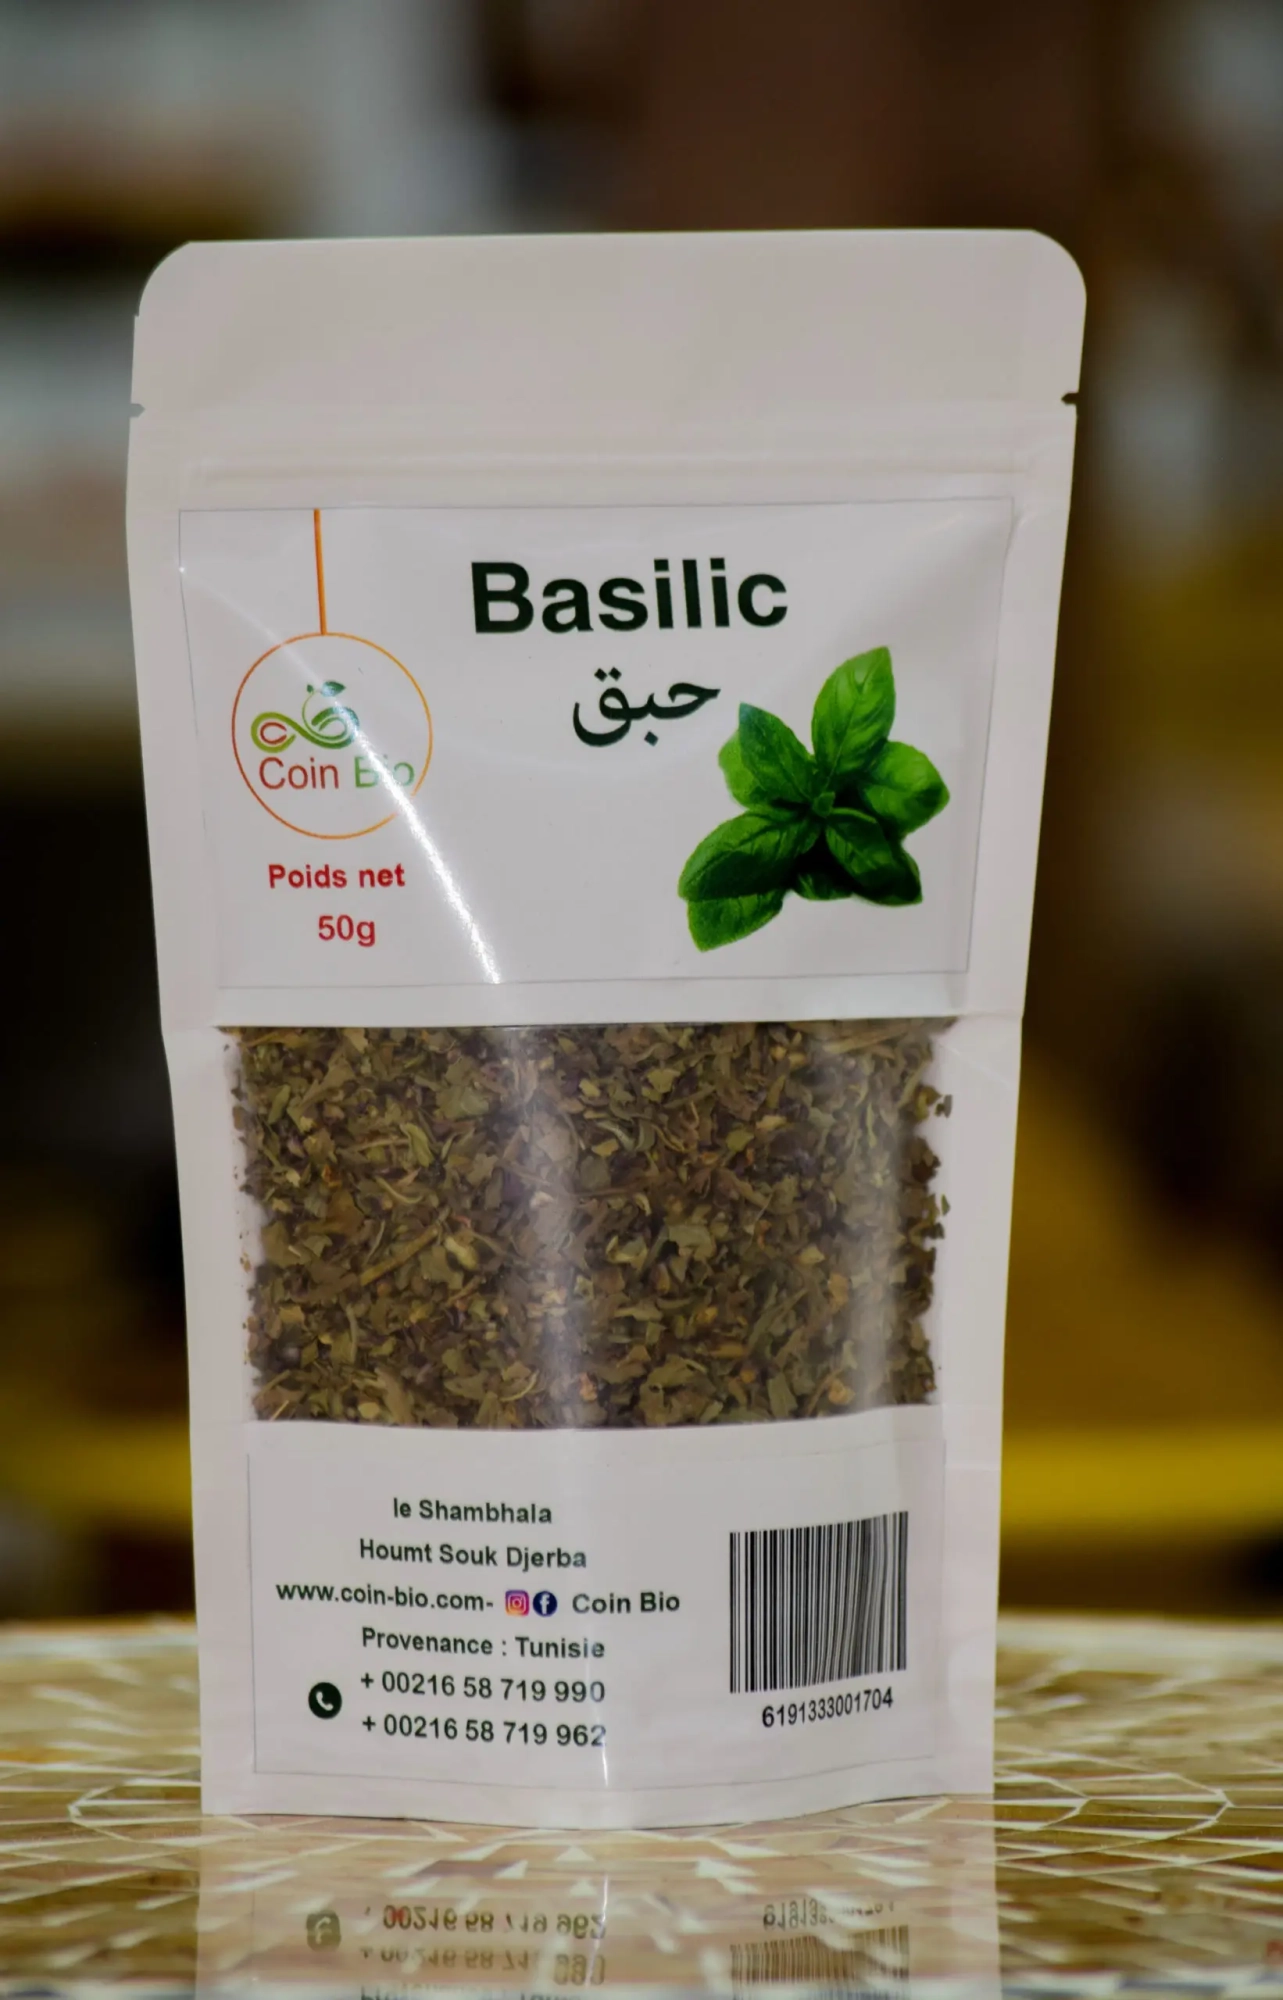 Basilic
حبق
Coin Bio
Poids net
50g
le Shambhala
Houmt Souk Djerba
www.coin-bio.com- Coin Bio
Provenance : Tunisie
+ 00216 58 719 990
+ 00216 58 719 962
6191333001704